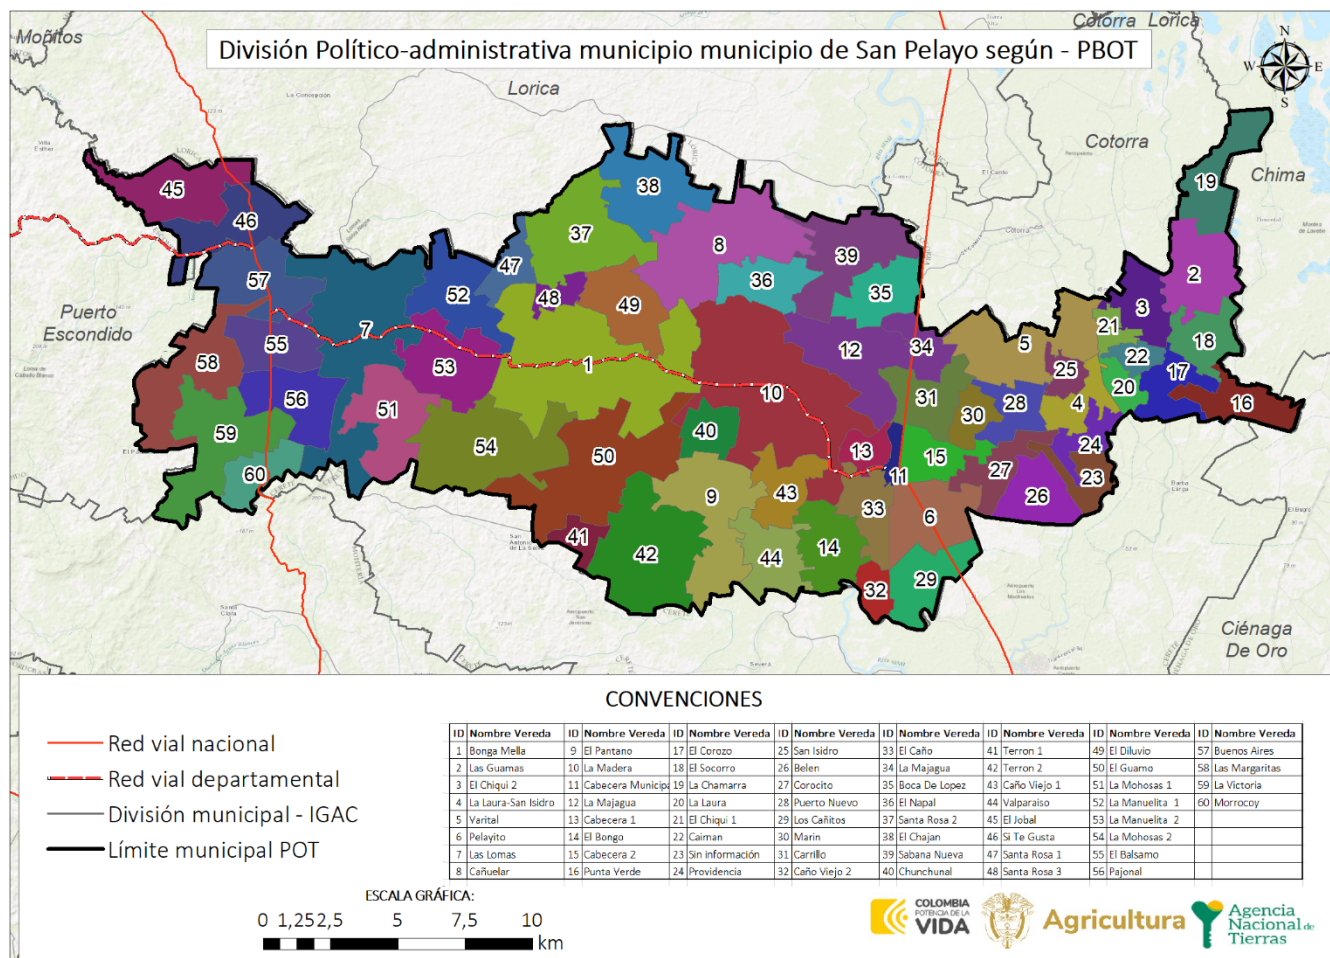 Moñitos
Cotorra Lorica
División Político-administrativa municipio municipio de San Pelayo según - PBOT
N
W E
S
Lorica
La Concepción
Cotorra
Chima
Puerto
Escondido
Ciénaga
De Oro
45
46
38
19
37
8
39
2
47
57
52
48
49
36
35
3
5
21
18
7
55
58
53
1
12
34
22
25
17
56
51
10
31
20
16
59
40
30
28
4
54
50
13
15
24
60
11
27
23
9
43
26
33
6
41
42
44
14
29
32
CONVENCIONES
Red vial nacional
Red vial departamental
División municipal - IGAC
Límite municipal POT
ID Nombre Vereda ID Nombre Vereda ID Nombre Vereda ID Nombre Vereda ID Nombre Vereda ID Nombre Vereda ID Nombre Vereda ID Nombre Vereda
1 Bonga Mella 9 El Pantano 17 El Corozo 25 San Isidro 33 El Caño 41 Terron 1 49 El Diluvio 57 Buenos Aires
2 Las Guamas 10 La Madera 18 El Socorro 26 Belen 34 La Majagua 42 Terron 2 50 El Guamo 58 Las Margaritas
3 El Chiqui 2 11 Cabecera Municipa 19 La Chamarra 27 Corocito 35 Boca De Lopez 43 Caño Viejo 1 51 La Mohosas 1 59 La Victoria
4 La Laura-San Isidro 12 La Majagua 20 La Laura 28 Puerto Nuevo 36 El Napal 44 Valparaiso 52 La Manuelita 1 60 Morrocoy
5 Varital 13 Cabecera 1 21 El Chiqui 1 29 Los Cañitos 37 Santa Rosa 2 45 El Jobal 53 La Manuelita 2
6 Pelayito 14 El Bongo 22 Caiman 30 Marin 38 El Chajan 46 Si Te Gusta 54 La Mohosas 2
7 Las Lomas 15 Cabecera 2 23 Sin información 31 Carrillo 39 Sabana Nueva 47 Santa Rosa 1 55 El Balsamo
8 Cañuelar 16 Punta Verde 24 Providencia 32 Caño Viejo 2 40 Chunchunal 48 Santa Rosa 3 56 Pajonal
ESCALA GRÁFICA:
0 1,25 2,5 5 7,5 10
km
COLOMBIA
POTENCIA DE LA
VIDA
Agricultura
Agencia
Nacional de
Tierras